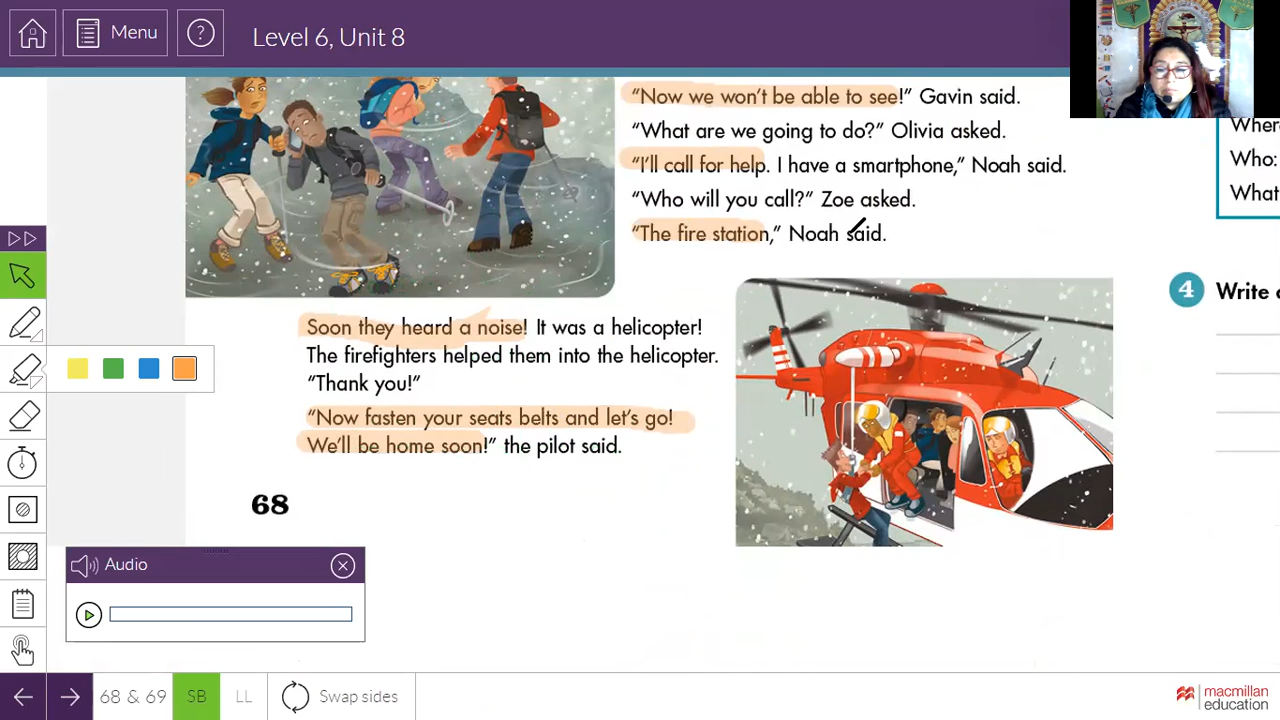 Menu
?
Level 6, Unit 8
"Now we won't be able to see!" Gavin said.
"What are we going to do?" Olivia asked.
"I'll call for help. I have a smartphone," Noah said.
"Who will you call?" Zoe asked.
"The fire station," Noah said.
Soon they heard a noise! It was a helicopter!
The firefighters helped them into the helicopter.
"Thank you!"
"Now fasten your seats belts and let's go!
We'll be home soon!" the pilot said.
68
Who:
What
4 Write
Audio
68 & 69
SB
LL
Swap sides
macmillan
education